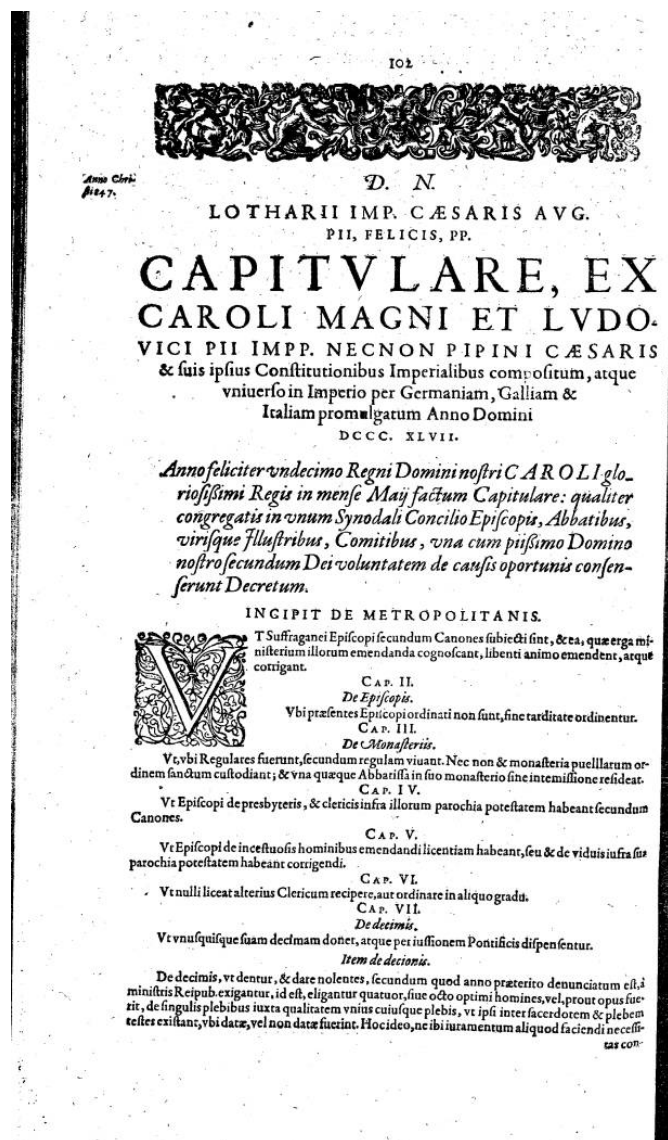 102
Anno Chri-
sti 847.
D. N.
LOTHARII IMP. CÆSARIS AVG.
PII, FELICIS, PP.
CAPITVLARE, EX
CAROLI MAGNI ET LVDO-
VICI PII IMPP. NECNON PIPINI CÆSARIS
& suis ipsius Constitutionibus Imperialibus compositum, atque
vniuerso in Imperio per Germaniam, Galliam &
Italiam promulgatum Anno Domini
DCCC. XLVII.
Anno feliciter vndecimo Regni Domini nostri CAROLI glo-
riosißimi Regis in mense Maij factum Capitulare: qualiter
congregatis in vnum Synodali Concilio Episcopis, Abbatibus,
virisque Illustribus, Comitibus, vna cum piißimo Domino
nostro secundum Dei voluntatem de causis oportunis consen-
serunt Decretum.
INCIPIT DE METROPOLITANIS.
VT Suffraganei Episcopi secundum Canones subiecti sint, & ea, quæ erga mi-
nisterium illorum emendanda cognoscant, libenti animo emendent, atque
corrigant.
CAP. II.
De Episcopis.
Vbi præsentes Episcopi ordinati non sunt, sine tarditate ordinentur.
CAP. III.
De Monasteriis.
Vt, vbi Regulares fuerunt, secundum regulam viuant. Nec non & monasteria puelllarum or-
dinem sanctum custodiant; & vna quæque Abbatissa in suo monasterio sine intemissione resideat.
CAP. IV.
Vt Episcopi de presbyteris, & clericis infra illorum parochia potestatem habeant secundum
Canones.
CAP. V.
Vt Episcopi de incestuosis hominibus emendandi licentiam habeant, seu & de viduis iufra sua
parochia potestatem habeant corrigendi.
CAP. VI.
Vt nulli liceat alterius Clericum recipere, aut ordinare in aliquo gradu.
CAP. VII.
De decimis.
Vt vnusquisque suam decimam donet, atque per iussionem Pontificis dispensentur.
Item de decionis.
De decimis, vt dentur, & dare nolentes, secundum quod anno præterito denunciatum est, à
ministris Reipub. exigantur, id est, eligantur quatuor, siue octo optimi homines, vel, prout opus fue-
rit, de singulis plebibus iuxta qualitatem vnius cuiusque plebis, vt ipsi inter sacerdotem & plebem
testes existant, vbi datæ, vel non datæ fuerint. Hoc ideo, ne ibi iuramentum aliquod faciendi necessi-
tas con-